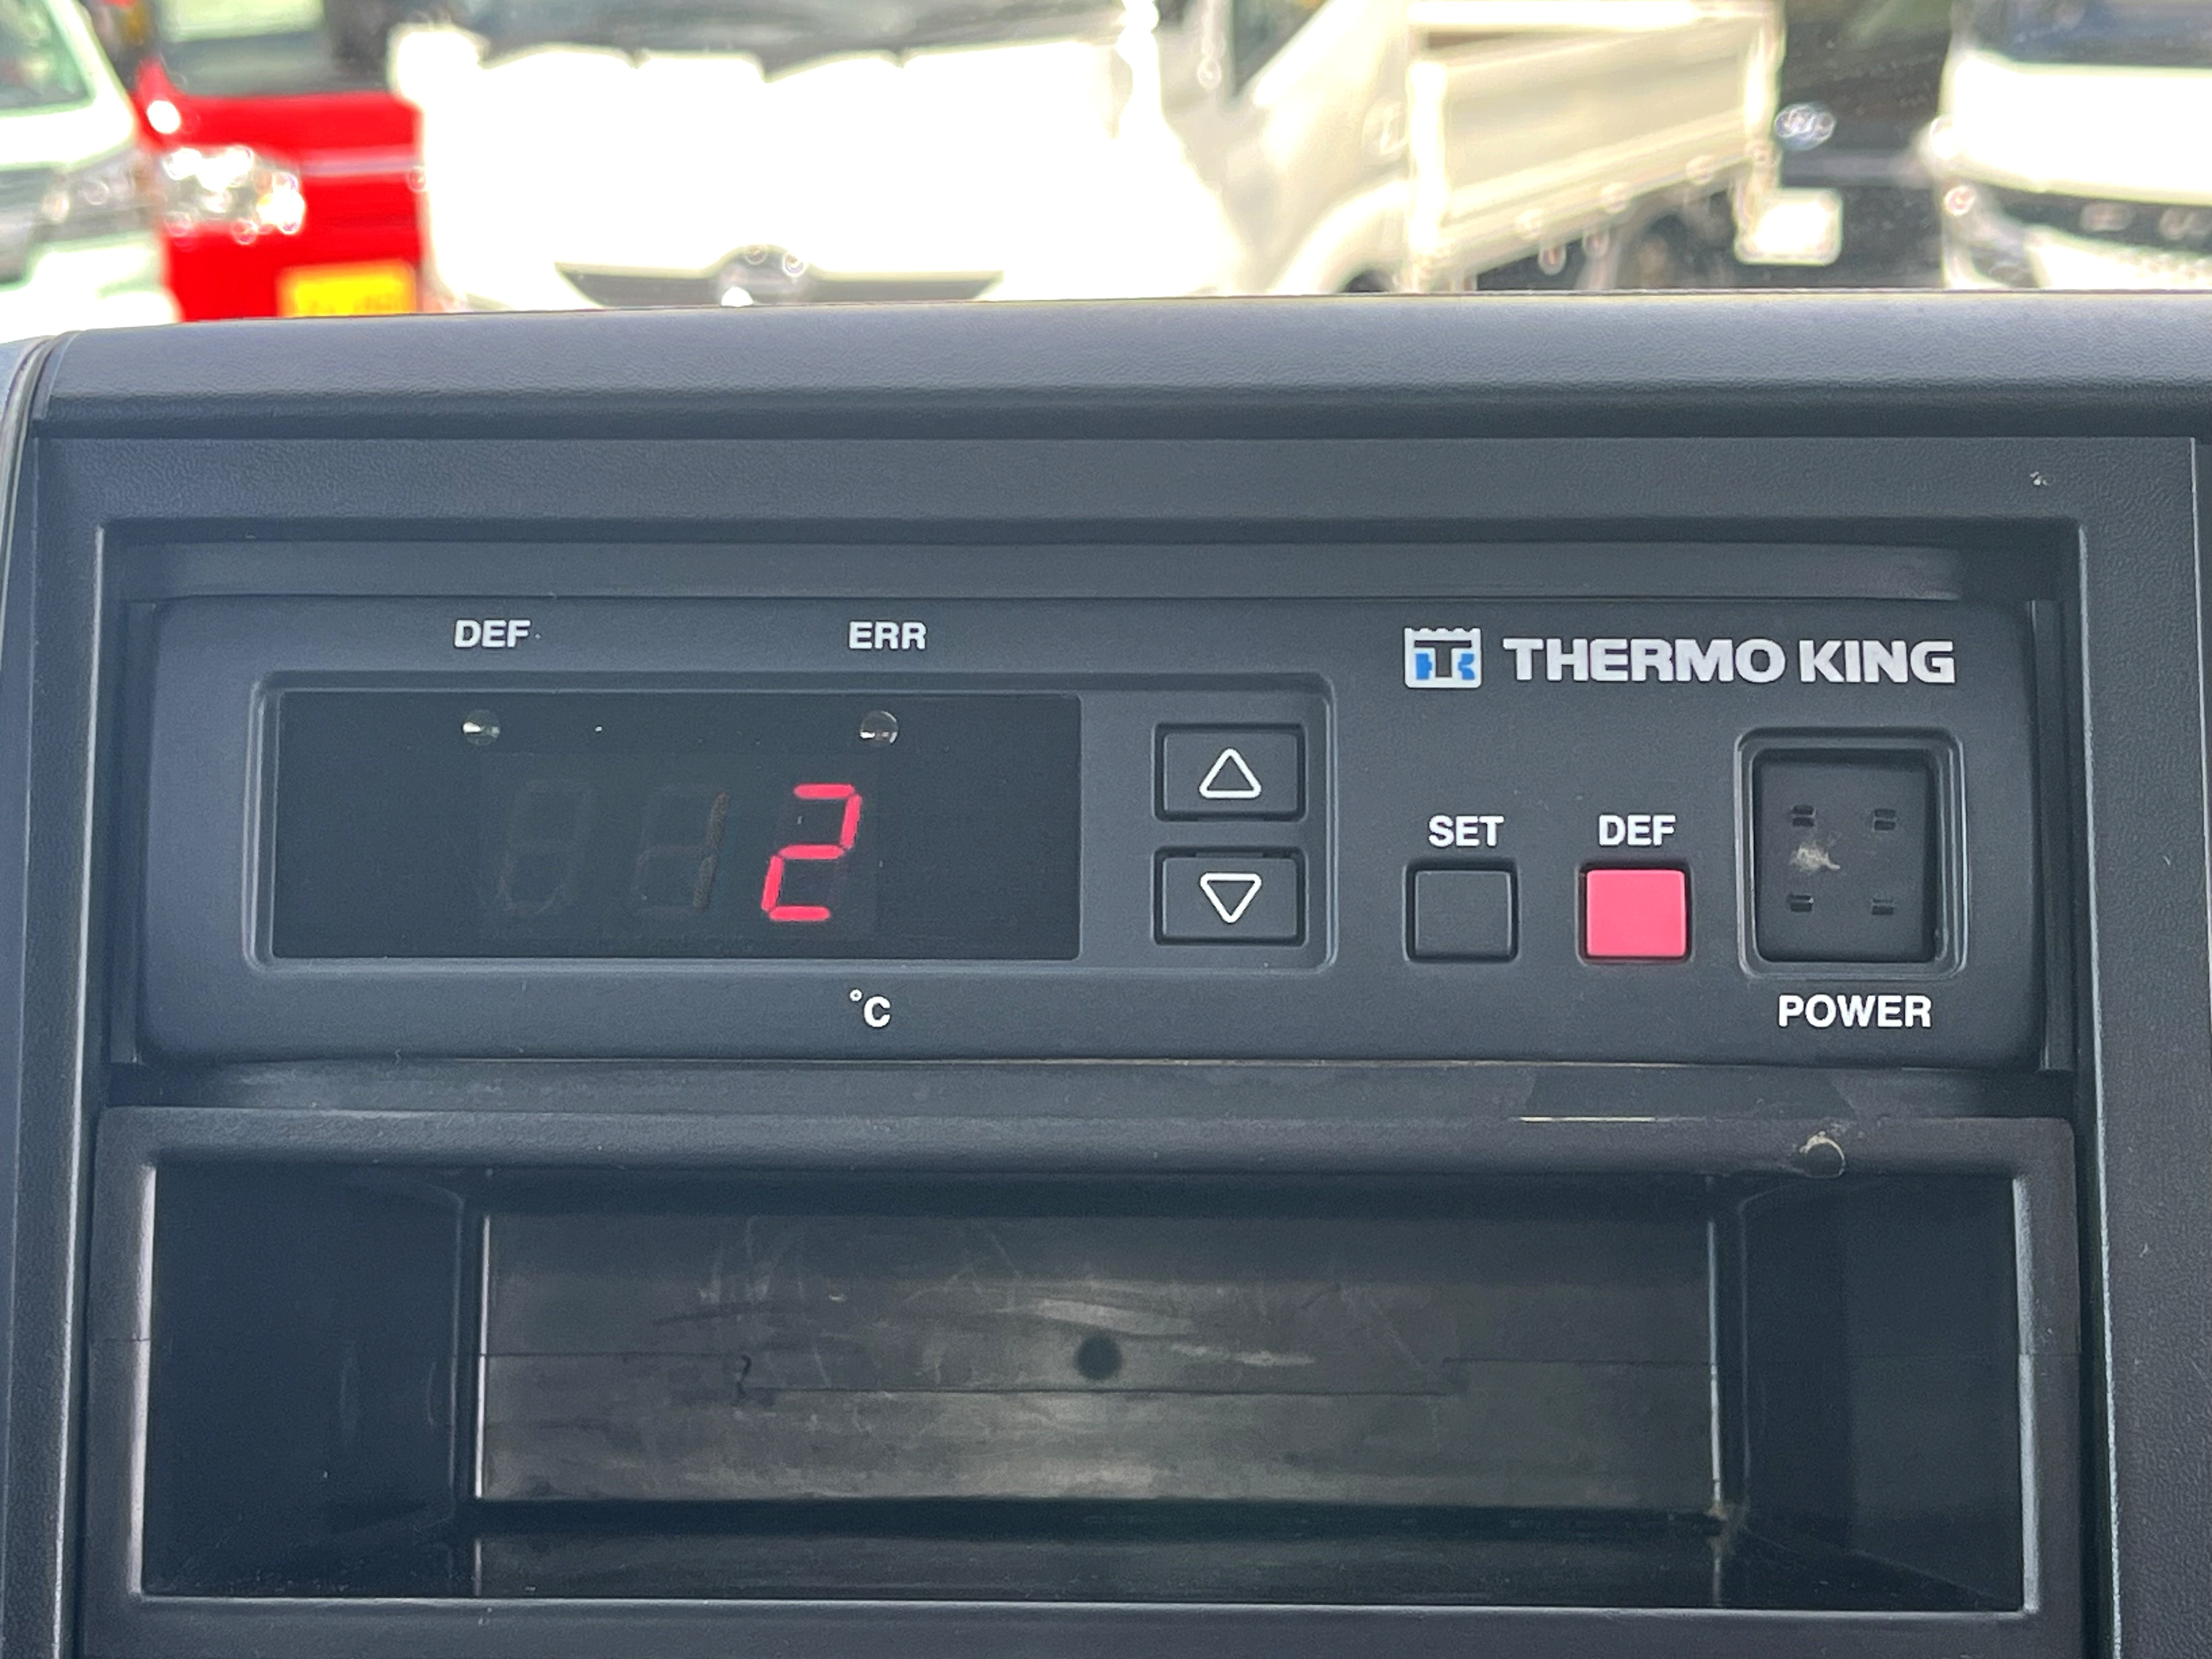 DEF
ERR
THERMO KING
2
SET
DEF
°C
POWER